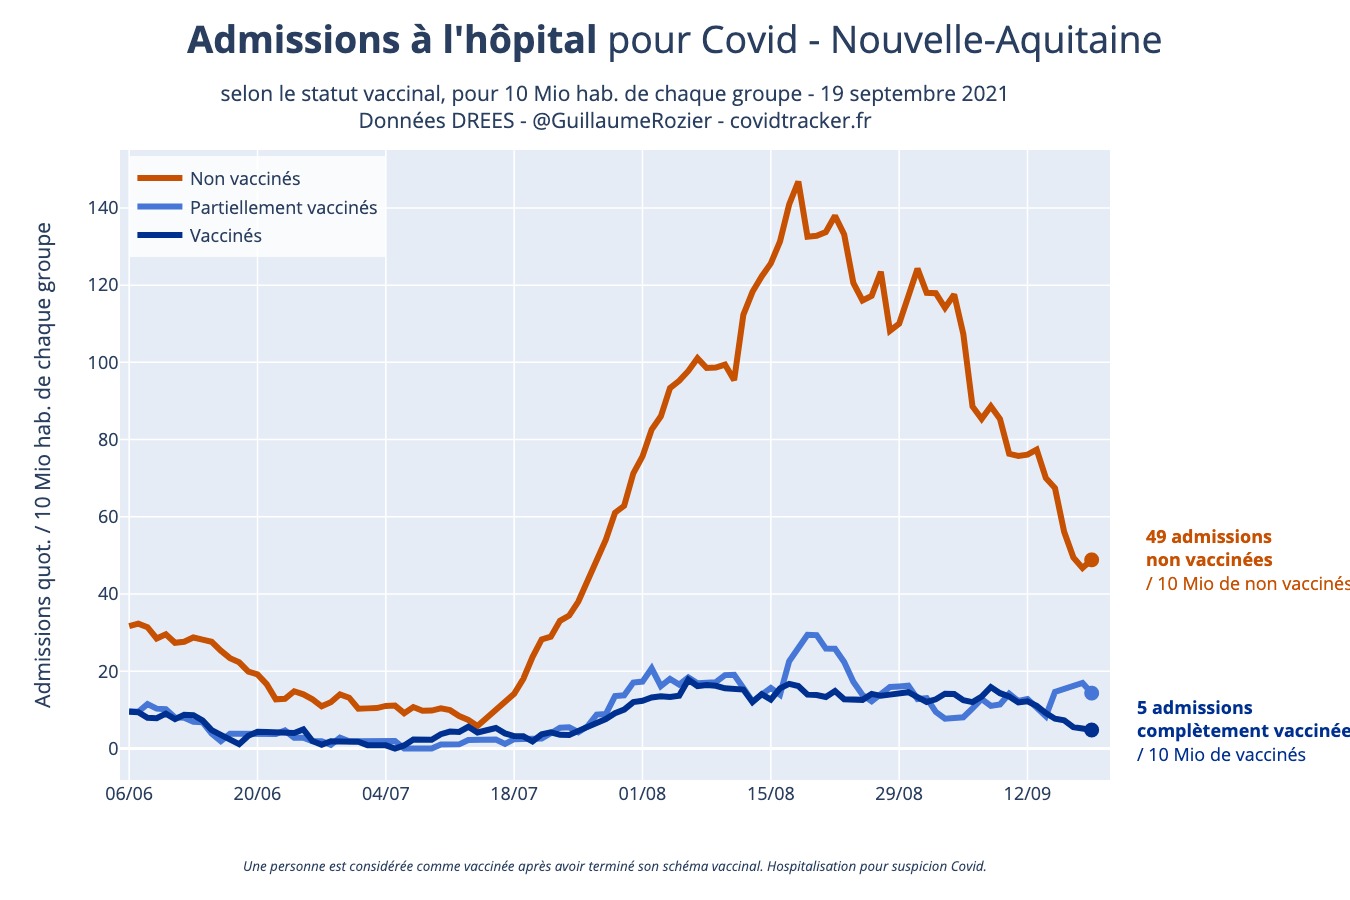 Admissions à l'hôpital pour Covid - Nouvelle-Aquitaine
selon le statut vaccinal, pour 10 Mio hab. de chaque groupe - 19 septembre 2021
Données DREES - @GuillaumeRozier - covidtracker.fr
Non vaccinés
Partiellement vaccinés
Vaccinés
Admissions quot. / 10 Mio hab. de chaque groupe
140
120
100
80
60
40
20
0
06/06 20/06 04/07 18/07 01/08 15/08 29/08 12/09
49 admissions
non vaccinées
/ 10 Mio de non vaccinés
5 admissions
complètement vaccinée
/ 10 Mio de vaccinés
Une personne est considérée comme vaccinée après avoir terminé son schéma vaccinal. Hospitalisation pour suspicion Covid.